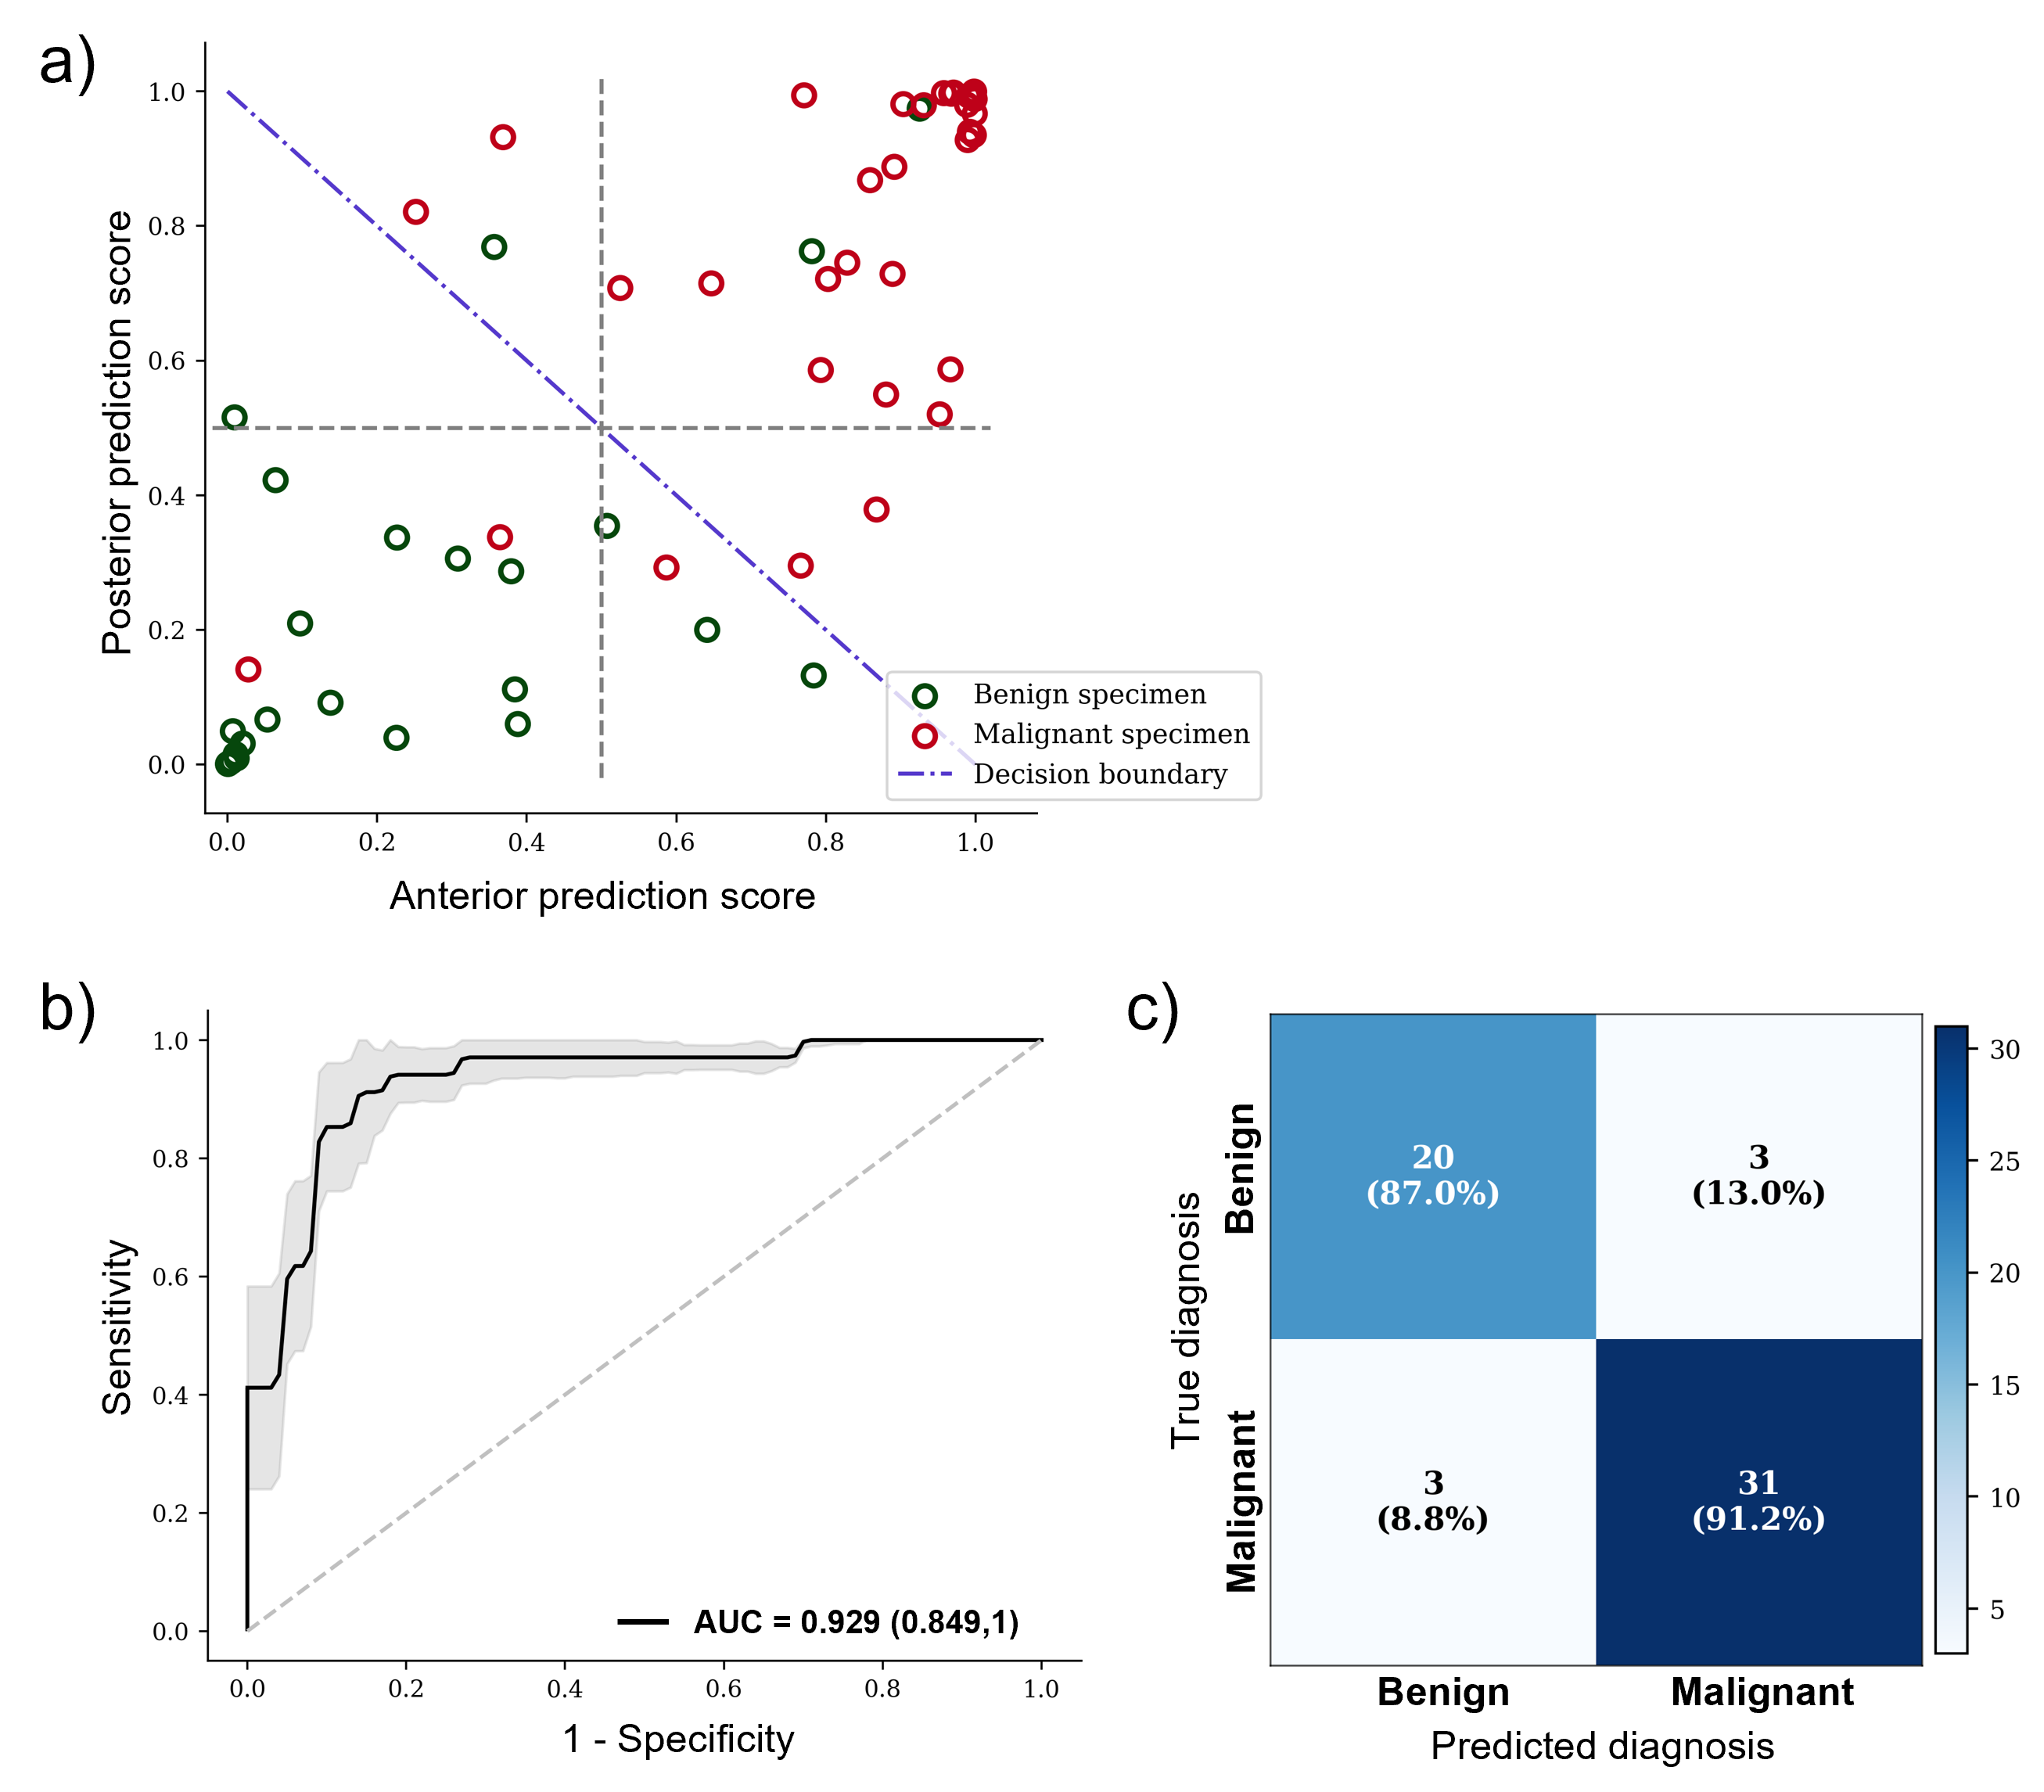 a)
Posterior prediction score
1.0
0.8
0.6
0.4
0.2
0.0
0.0 0.2 0.4 0.6 0.8 1.0
Anterior prediction score
Benign specimen
Malignant specimen
Decision boundary
b)
Sensitivity
1.0
0.8
0.6
0.4
0.2
0.0
0.0 0.2 0.4 0.6 0.8 1.0
1 - Specificity
AUC = 0.929 (0.849,1)
c)
True diagnosis
Benign
Malignant
20
(87.0%)
3
(13.0%)
3
(8.8%)
31
(91.2%)
Benign Malignant
Predicted diagnosis
30
25
20
15
10
5